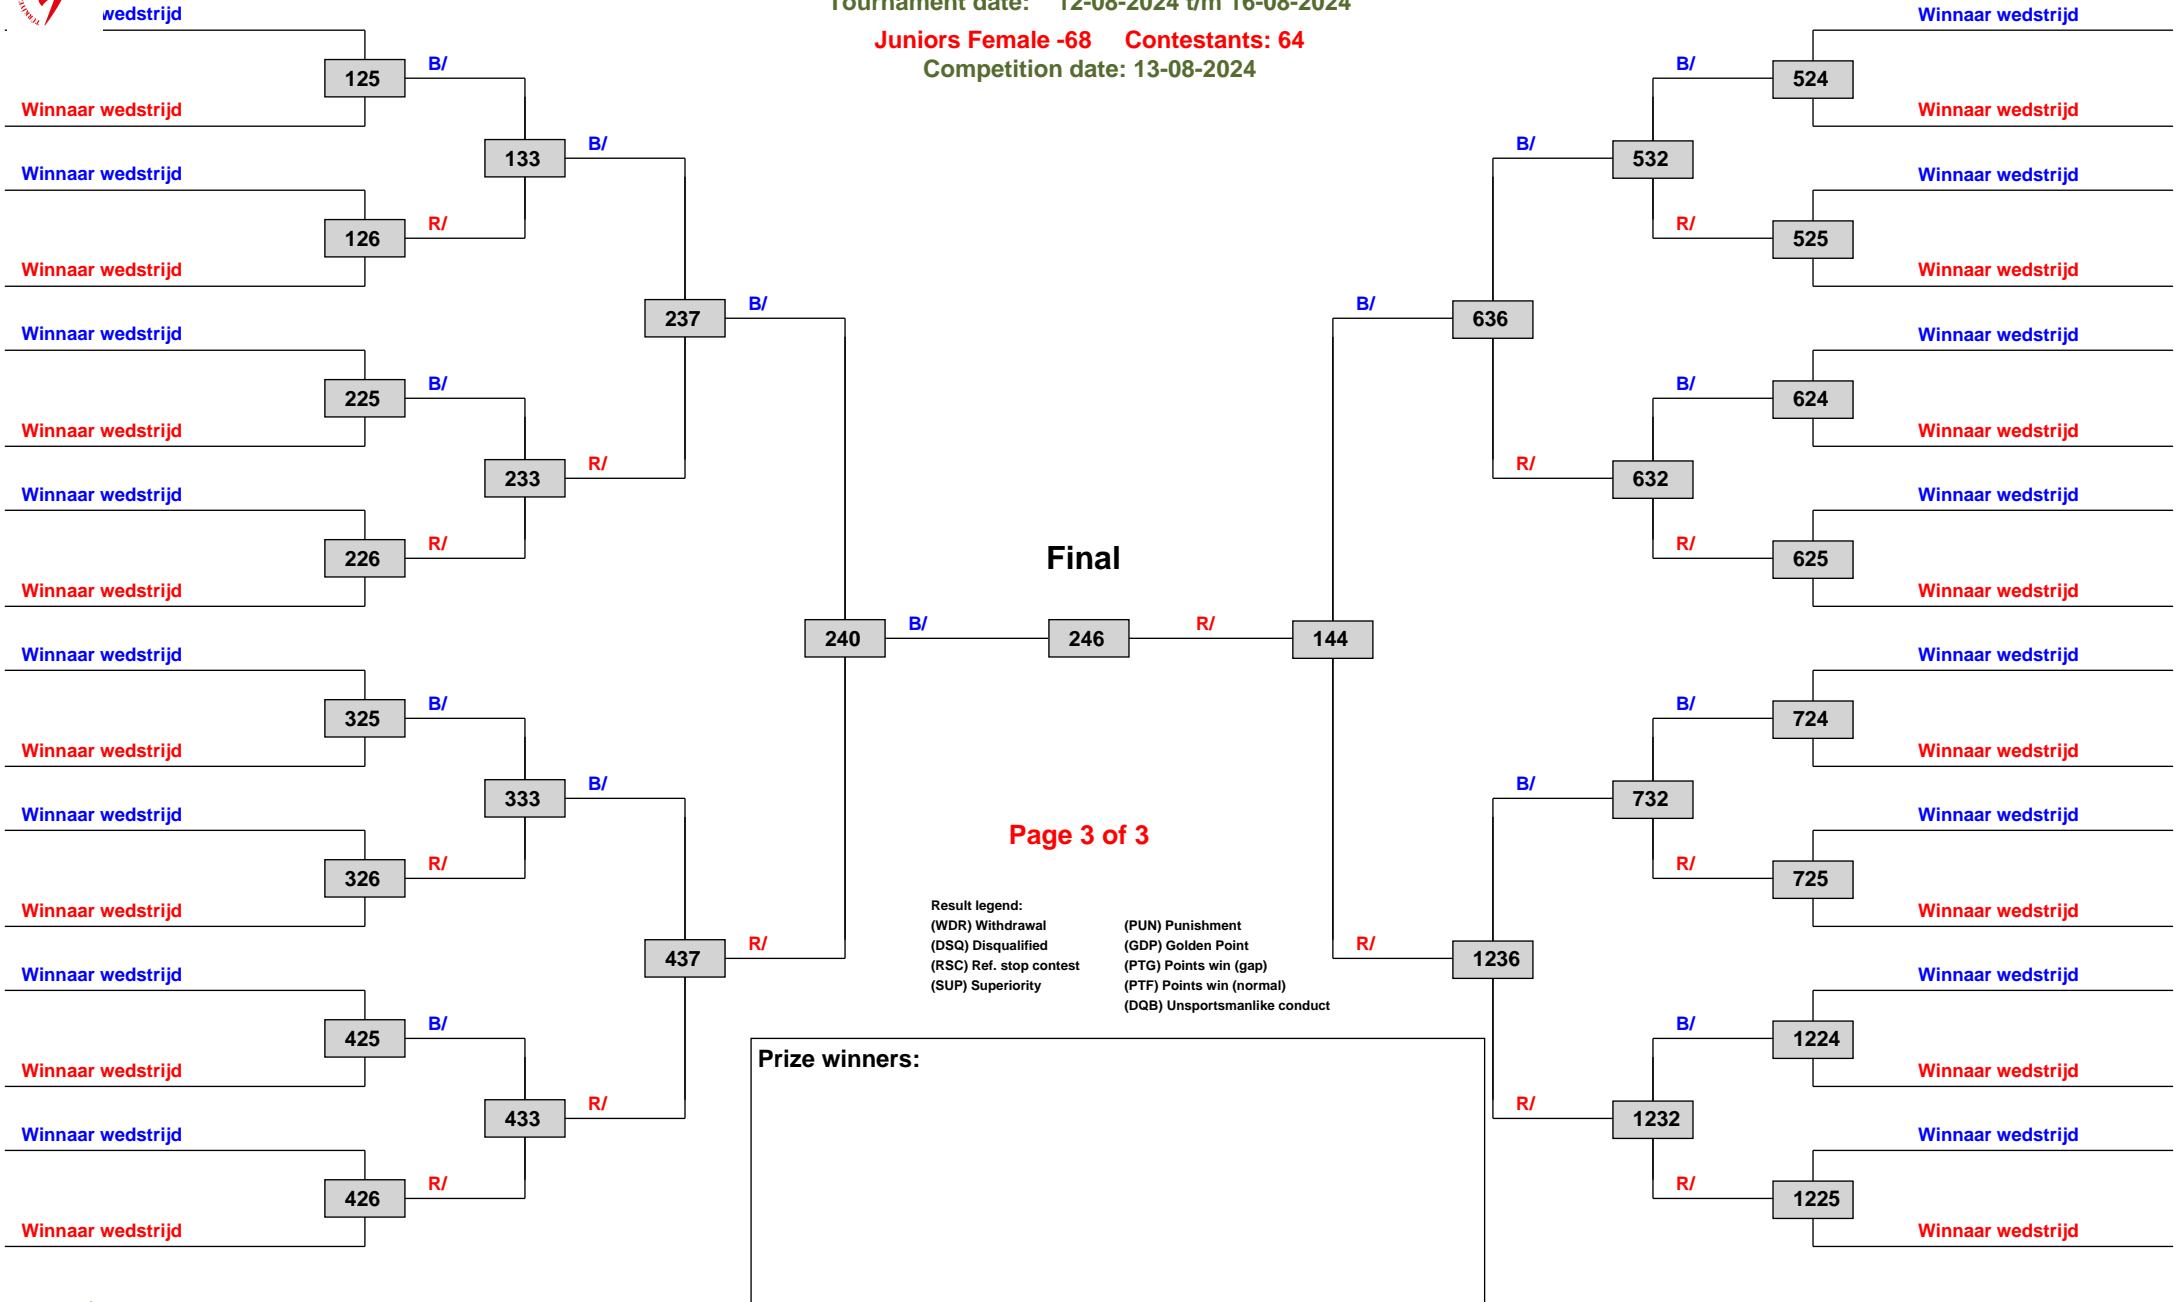 Tournament date: 12-08-2024 t/m 16-08-2024
Juniors Female -68 Contestants: 64
Competition date: 13-08-2024
wedstrijd
125
B/
Winnaar wedstrijd
133
B/
Winnaar wedstrijd
126
R/
Winnaar wedstrijd
237
B/
Winnaar wedstrijd
225
B/
Winnaar wedstrijd
233
R/
Winnaar wedstrijd
226
R/
Winnaar wedstrijd
240
B/
Winnaar wedstrijd
325
B/
Winnaar wedstrijd
333
B/
Winnaar wedstrijd
326
R/
Winnaar wedstrijd
437
R/
Winnaar wedstrijd
425
B/
Winnaar wedstrijd
433
R/
Winnaar wedstrijd
426
R/
Winnaar wedstrijd
Final
246
R/
144
Page 3 of 3
Result legend:
(WDR) Withdrawal
(DSQ) Disqualified
(RSC) Ref. stop contest
(SUP) Superiority
(PUN) Punishment
(GDP) Golden Point
(PTG) Points win (gap)
(PTF) Points win (normal)
(DQB) Unsportsmanlike conduct
Prize winners:
Winnaar wedstrijd
B/
524
Winnaar wedstrijd
B/
532
Winnaar wedstrijd
R/
525
Winnaar wedstrijd
B/
636
Winnaar wedstrijd
B/
624
Winnaar wedstrijd
R/
632
Winnaar wedstrijd
R/
625
Winnaar wedstrijd
Winnaar wedstrijd
B/
724
Winnaar wedstrijd
B/
732
Winnaar wedstrijd
R/
725
Winnaar wedstrijd
R/
1236
Winnaar wedstrijd
B/
1224
Winnaar wedstrijd
R/
1232
Winnaar wedstrijd
R/
1225
Winnaar wedstrijd